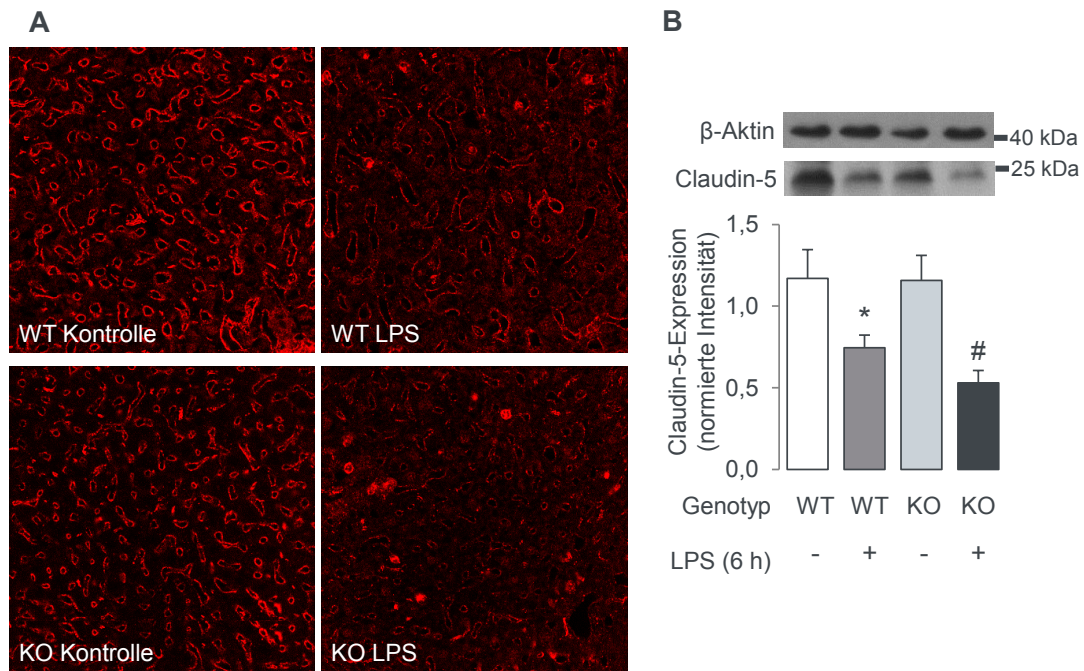 A
WT Kontrolle
WT LPS
KO Kontrolle
KO LPS
B
β-Aktin
40 kDa
Claudin-5
25 kDa
Claudin-5-Expression
(normierte Intensität)
1,5
1,0
0,5
0,0
*
#
Genotyp WT WT KO KO
LPS (6 h) - + - +